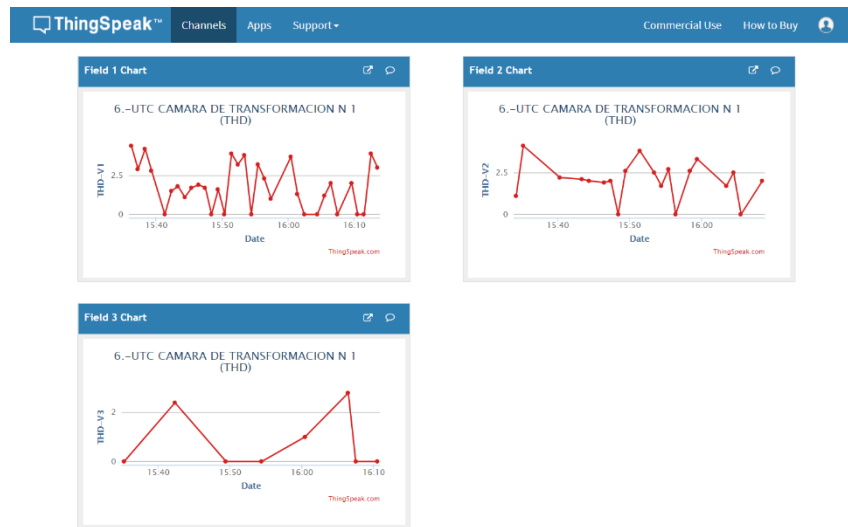 ThingSpeak™ Channels Apps Support Commercial Use How to Buy
Field 1 Chart
6.-UTC CAMARA DE TRANSFORMACION N 1
(THD)
THD-V1
2.5
0
15:40 15:50 16:00 16:10
Date
ThingSpeak.com
Field 2 Chart
6.-UTC CAMARA DE TRANSFORMACION N 1
(THD)
THD-V2
2.5
0
15:40 15:50 16:00
Date
ThingSpeak.com
Field 3 Chart
6.-UTC CAMARA DE TRANSFORMACION N 1
(THD)
THD-V3
2
0
15:40 15:50 16:00 16:10
Date
ThingSpeak.com